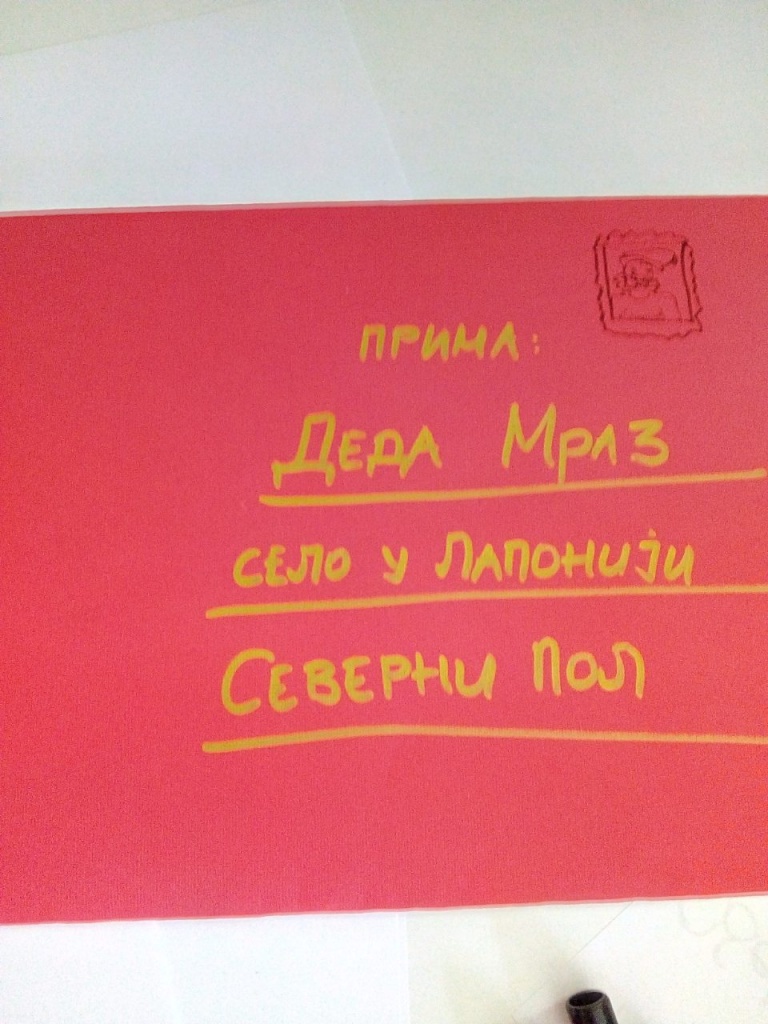 ПРИМА:
ДЕДА МРАЗ
СЕЛО У ЛАПОНИЈИ
СЕВЕРНИ ПОЛ